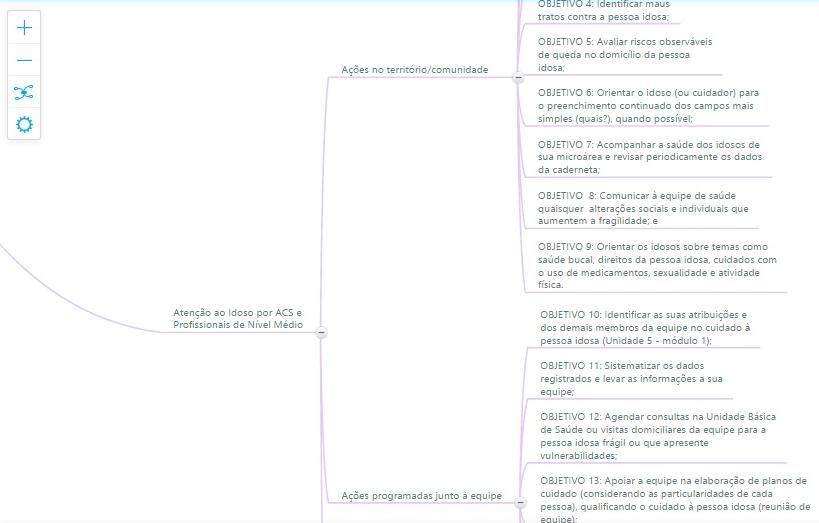 OBJETIVO 4: Identificar maus
tratos contra a pessoa idosa;
OBJETIVO 5: Avaliar riscos observáveis
de queda no domicílio da pessoa
idosa;
Ações no território/comunidade
OBJETIVO 6: Orientar o idoso (ou cuidador) para
o preenchimento continuado dos campos mais
simples (quais?), quando possível;
OBJETIVO 7: Acompanhar a saúde dos idosos de
sua microárea e revisar periodicamente os dados
da caderneta;
OBJETIVO  8: Comunicar à equipe de saúde
quaisquer  alterações sociais e individuais que
aumentem a fragilidade; e
OBJETIVO 9: Orientar os idosos sobre temas como
saúde bucal, direitos da pessoa idosa, cuidados com
o uso de medicamentos, sexualidade e atividade
física.
Atenção ao Idoso por ACS e
Profissionais de Nível Médio
OBJETIVO 10: Identificar as suas atribuições e
dos demais membros da equipe no cuidado à
pessoa idosa (Unidade 5 - módulo 1);
OBJETIVO 11: Sistematizar os dados
registrados e levar as informações a sua
equipe;
OBJETIVO 12: Agendar consultas na Unidade Básica
de Saúde ou visitas domiciliares da equipe para a
pessoa idosa frágil ou que apresente
vulnerabilidades;
Ações programadas junto à equipe
OBJETIVO 13: Apoiar a equipe na elaboração de planos de
cuidado (considerando as particularidades de cada
pessoa), qualificando o cuidado à pessoa idosa (reunião de
equipe);